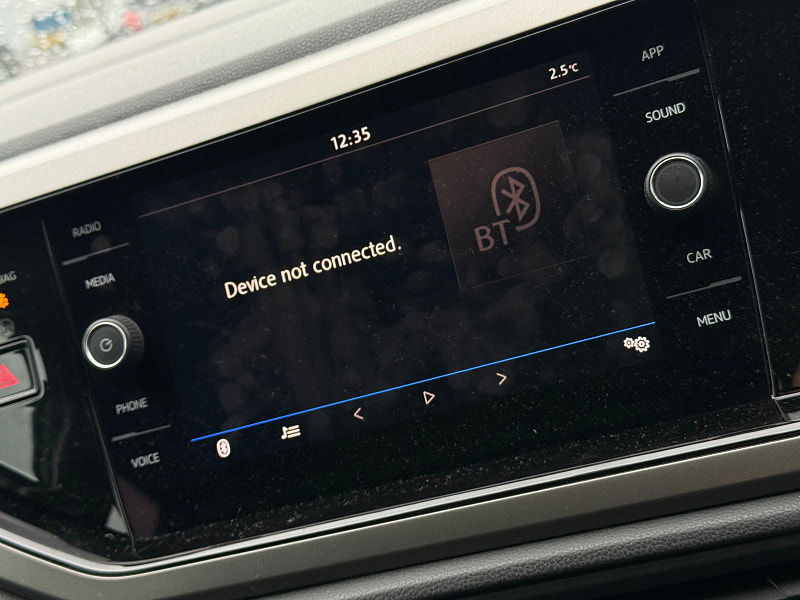 2.5°C
12:35
BT
Device not connected.
RADIO
MEDIA
PHONE
VOICE
APP
SOUND
CAR
MENU